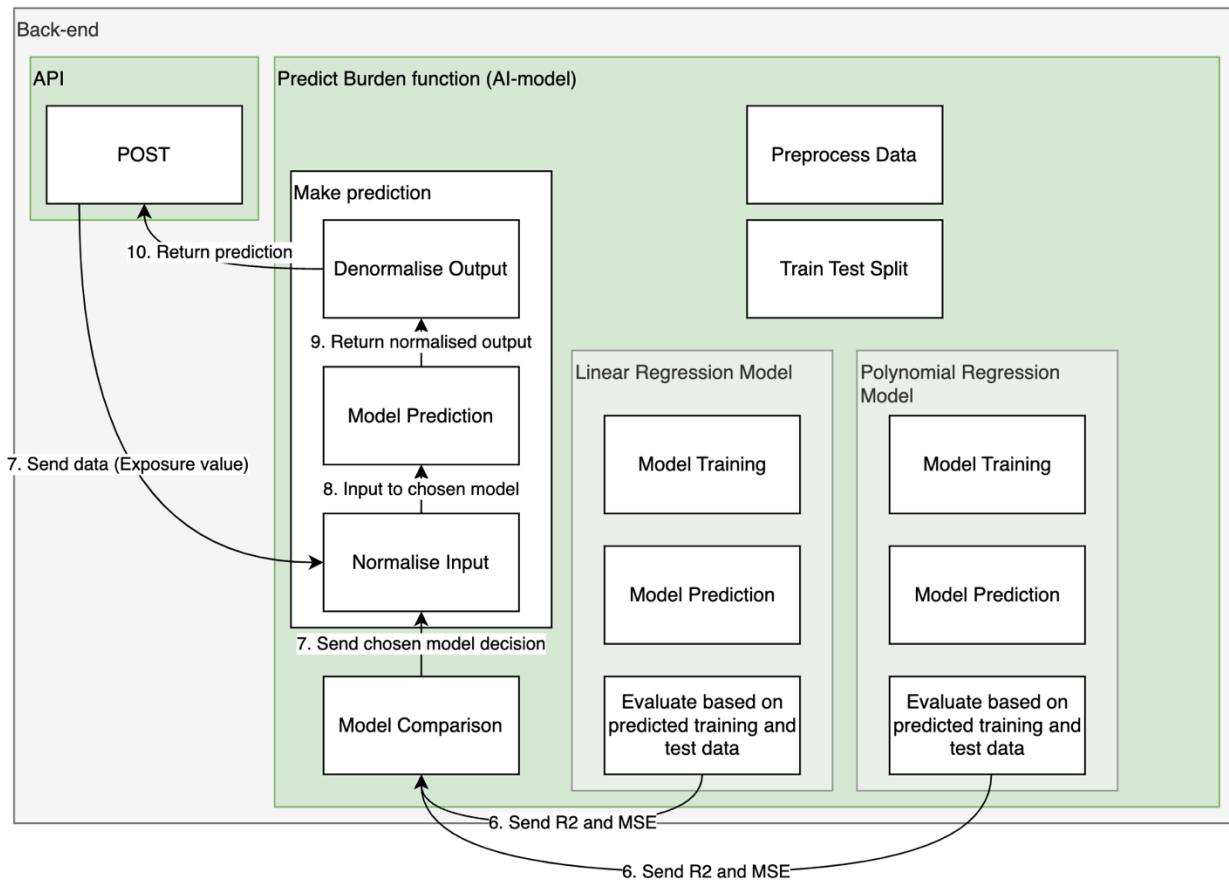 Back-end
API
POST
Predict Burden function (AI-model)
Preprocess Data
Train Test Split
Make prediction
Denormalise Output
10. Return prediction
9. Return normalised output
Model Prediction
8. Input to chosen model
7. Send data (Exposure value)
Normalise Input
7. Send chosen model decision
Model Comparison
Linear Regression Model
Model Training
Model Prediction
Evaluate based on
predicted training and
test data
Polynomial Regression
Model
Model Training
Model Prediction
Evaluate based on
predicted training and
test data
6. Send R2 and MSE
6. Send R2 and MSE